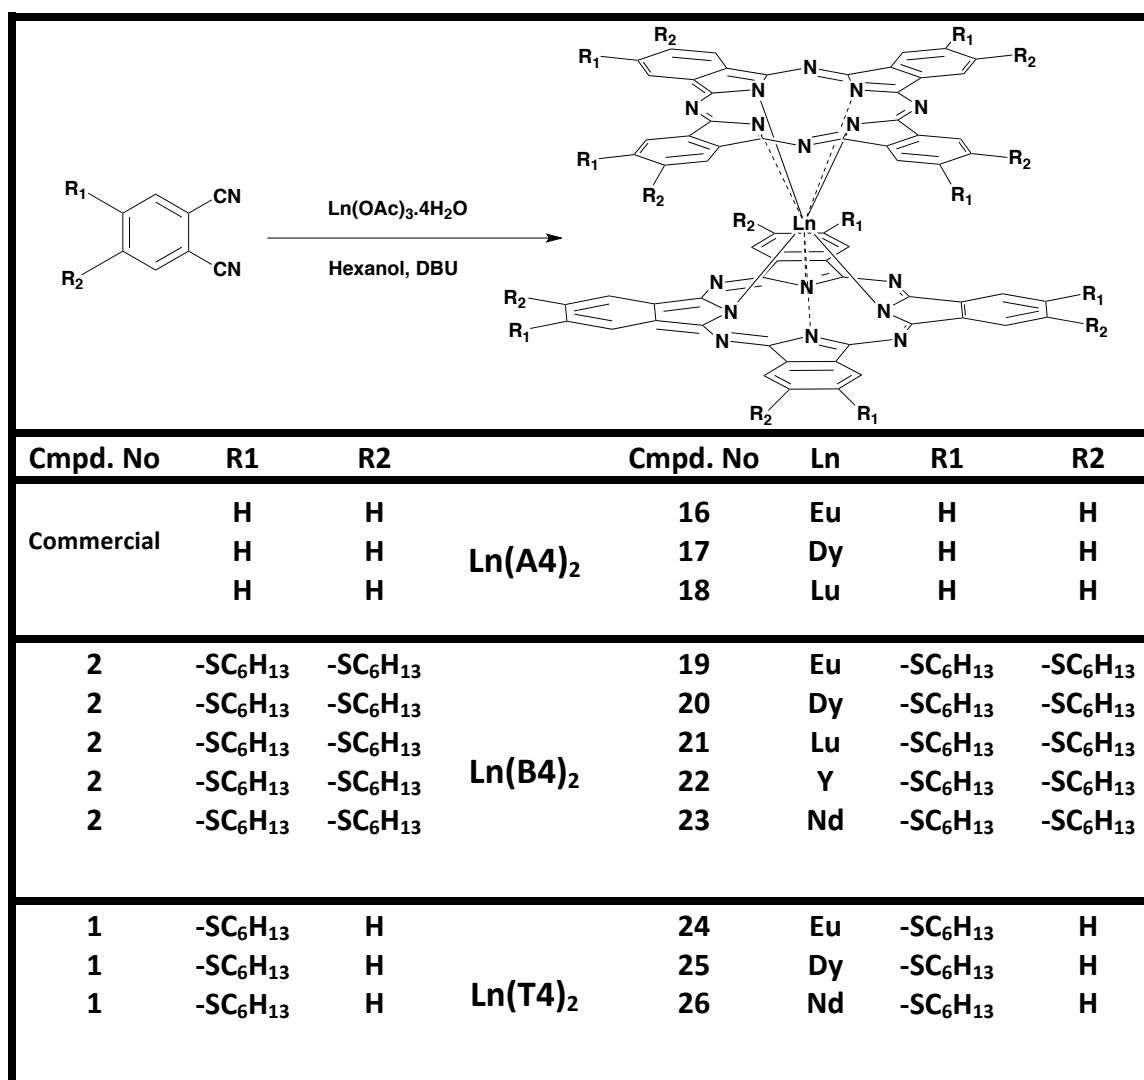 R2 R1
R1 N R2
N N
N N
N N
R1 N R2
R2 R1
R1 CN
Ln(OAc)3.4H2O
CN
Hexanol, DBU
R2
Ln
R2 R1
N N
R2 N R1
N N
R1 N R2
N N
R2 R1
Cmpd. No R1 R2 Cmpd. No Ln R1 R2
H H 16 Eu H H
Commercial H H Ln(A4)2 17 Dy H H
H H 18 Lu H H
2 -SC6H13 -SC6H13 19 Eu -SC6H13 -SC6H13
2 -SC6H13 -SC6H13 20 Dy -SC6H13 -SC6H13
2 -SC6H13 -SC6H13 Ln(B4)2 21 Lu -SC6H13 -SC6H13
2 -SC6H13 -SC6H13 22 Y -SC6H13 -SC6H13
2 -SC6H13 -SC6H13 23 Nd -SC6H13 -SC6H13
1 -SC6H13 H 24 Eu -SC6H13 H
1 -SC6H13 H 25 Dy -SC6H13 H
1 -SC6H13 H Ln(T4)2 26 Nd -SC6H13 H